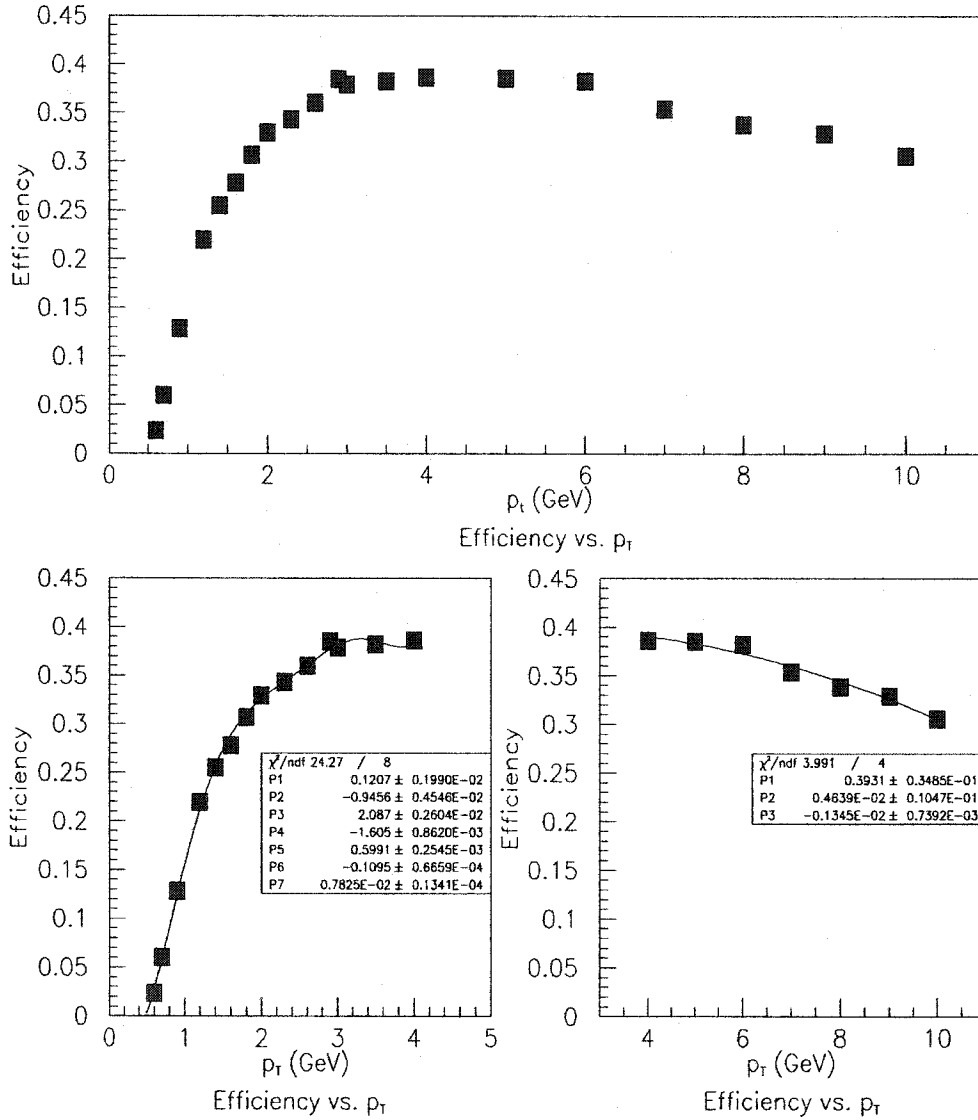 0.45
0.4
0.35
0.3
0.25
0.2
0.15
0.1
0.05
0
Efficiency
0 2 4 6 8 10
pt (GeV)
Efficiency vs. pT
0.45
0.4
0.35
0.3
0.25
0.2
0.15
0.1
0.05
0
Efficiency
χ²/ndf 24.27 / 8
P1 0.1207 ± 0.1990E-02
P2 -0.9456 ± 0.4546E-02
P3 2.087 ± 0.2604E-02
P4 -1.605 ± 0.8620E-03
P5 0.5991 ± 0.2545E-03
P6 -0.1095 ± 0.6659E-04
P7 0.7825E-02 ± 0.1341E-04
0 1 2 3 4 5
pT (GeV)
Efficiency vs. pT
0.45
0.4
0.35
0.3
0.25
0.2
0.15
0.1
0.05
0
Efficiency
χ²/ndf 3.991 / 4
P1 0.3931 ± 0.3485E-01
P2 0.4639E-02 ± 0.1047E-01
P3 -0.1345E-02 ± 0.7392E-03
4 6 8 10
pT (GeV)
Efficiency vs. pT